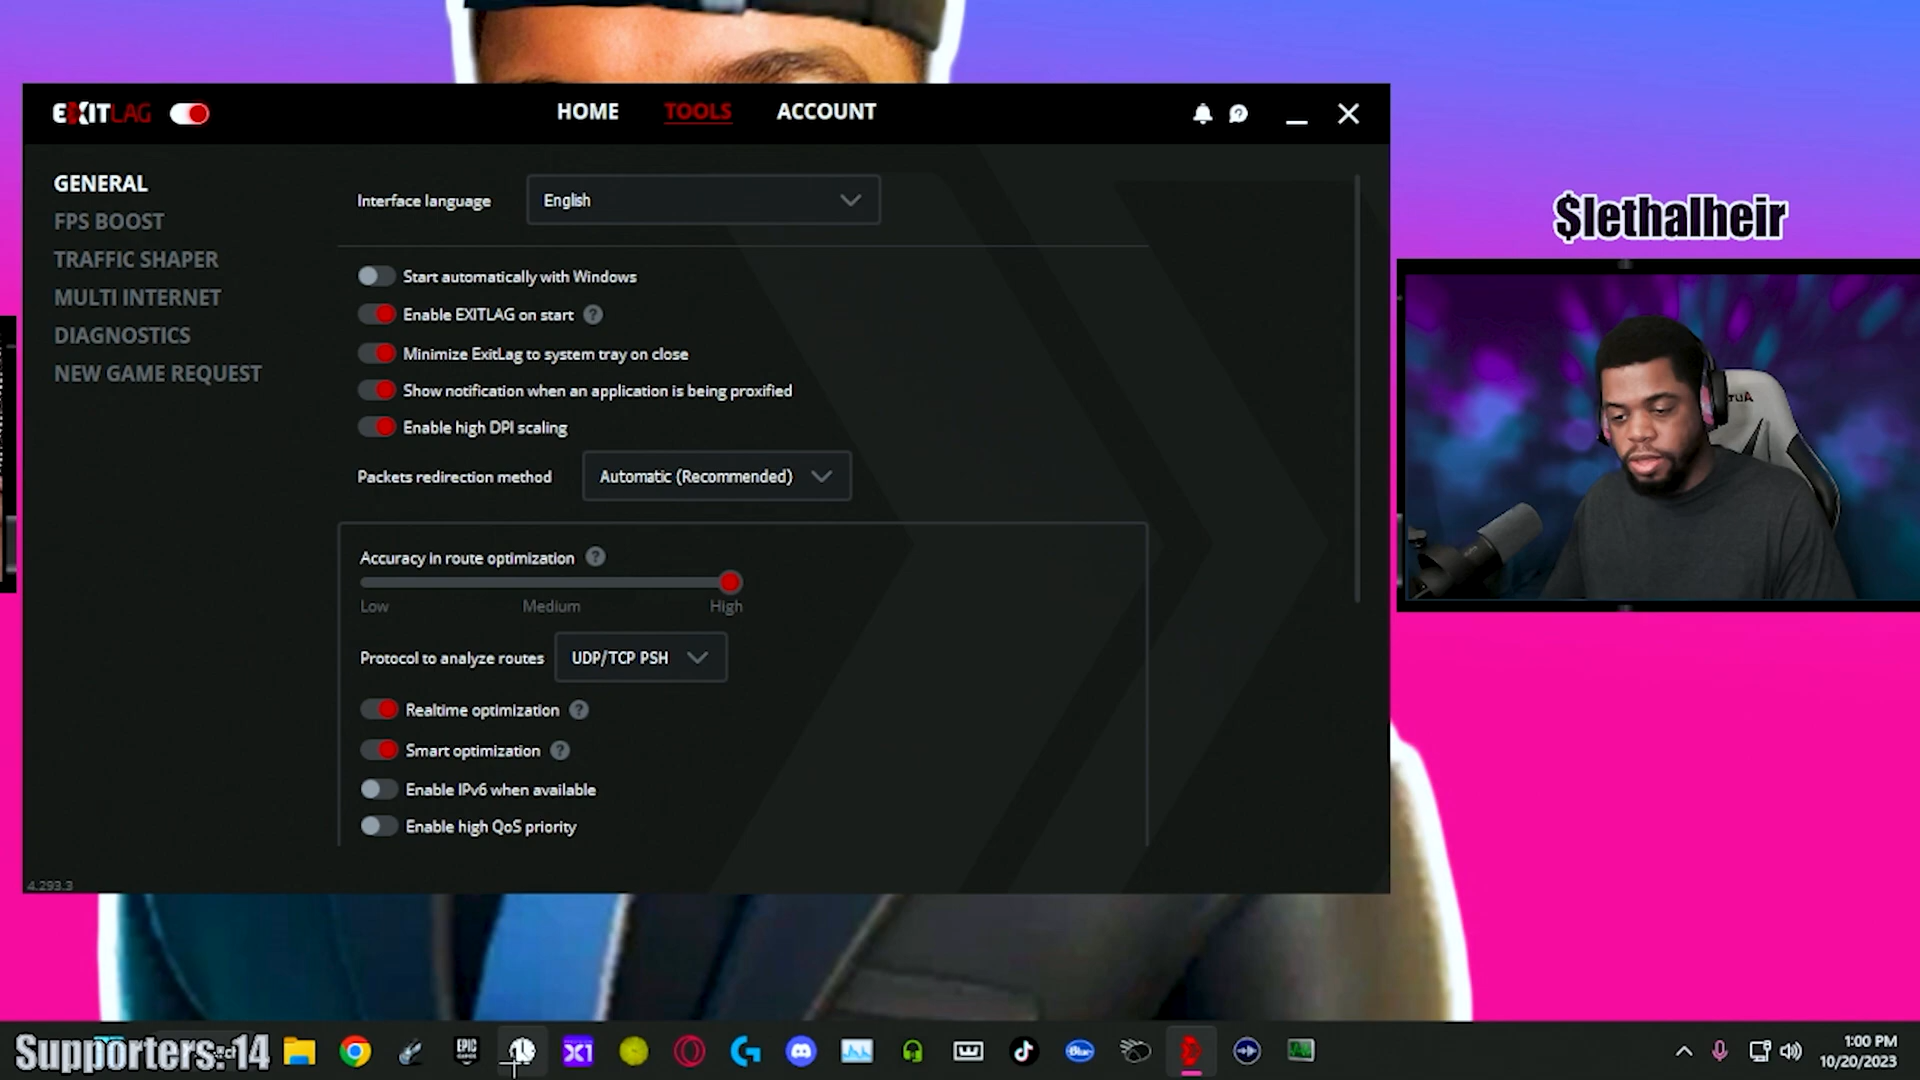 EXITLAG
HOME
TOOLS
ACCOUNT
GENERAL
FPS BOOST
TRAFFIC SHAPER
MULTI INTERNET
DIAGNOSTICS
NEW GAME REQUEST
Interface language
English
Start automatically with Windows
Enable EXITLAG on start ?
Minimize ExitLag to system tray on close
Show notification when an application is being proxified
Enable high DPI scaling
Packets redirection method
Automatic (Recommended)
Accuracy in route optimization ?
Low
Medium
High
Protocol to analyze routes
UDP/TCP PSH
Realtime optimization ?
Smart optimization ?
Enable IPv6 when available
Enable high QoS priority
4.293.3
$lethalheir
Supporters: 14
EPIC
GAMES
X1
Blue
1:00 PM
10/20/2023